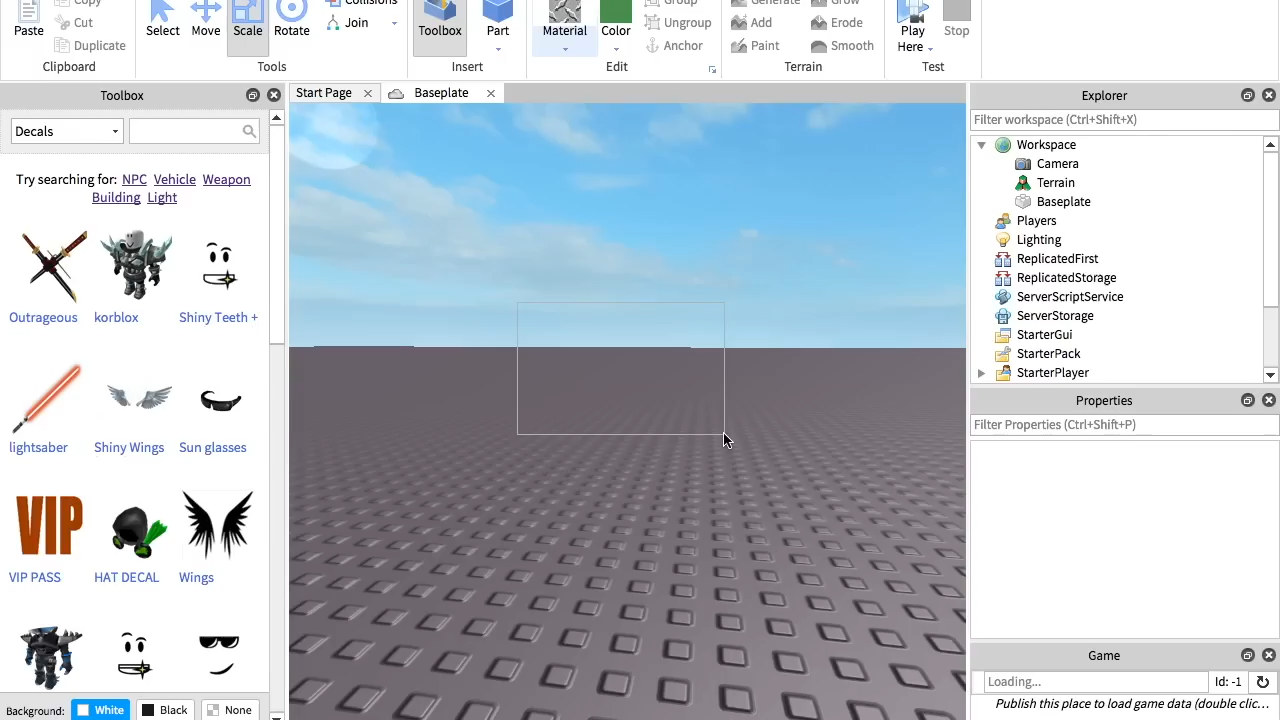 Copy
Cut
Duplicate
Paste
Clipboard
Select
Move
Scale
Rotate
Collisions
Join
Tools
Toolbox
Part
Insert
Material
Color
Group
Ungroup
Anchor
Edit
Generate
Grow
Add
Erode
Paint
Smooth
Terrain
Play
Here
Stop
Test
Toolbox
Decals
Try searching for: NPC Vehicle Weapon
Building Light
Outrageous korblox Shiny Teeth +
lightsaber Shiny Wings Sun glasses
VIP
VIP PASS HAT DECAL Wings
Background: White Black None
Start Page Baseplate
Explorer
Filter workspace (Ctrl+Shift+X)
Workspace
Camera
Terrain
Baseplate
Players
Lighting
ReplicatedFirst
ReplicatedStorage
ServerScriptService
ServerStorage
StarterGui
StarterPack
StarterPlayer
Properties
Filter Properties (Ctrl+Shift+P)
Game
Loading... Id: -1
Publish this place to load game data (double clic...